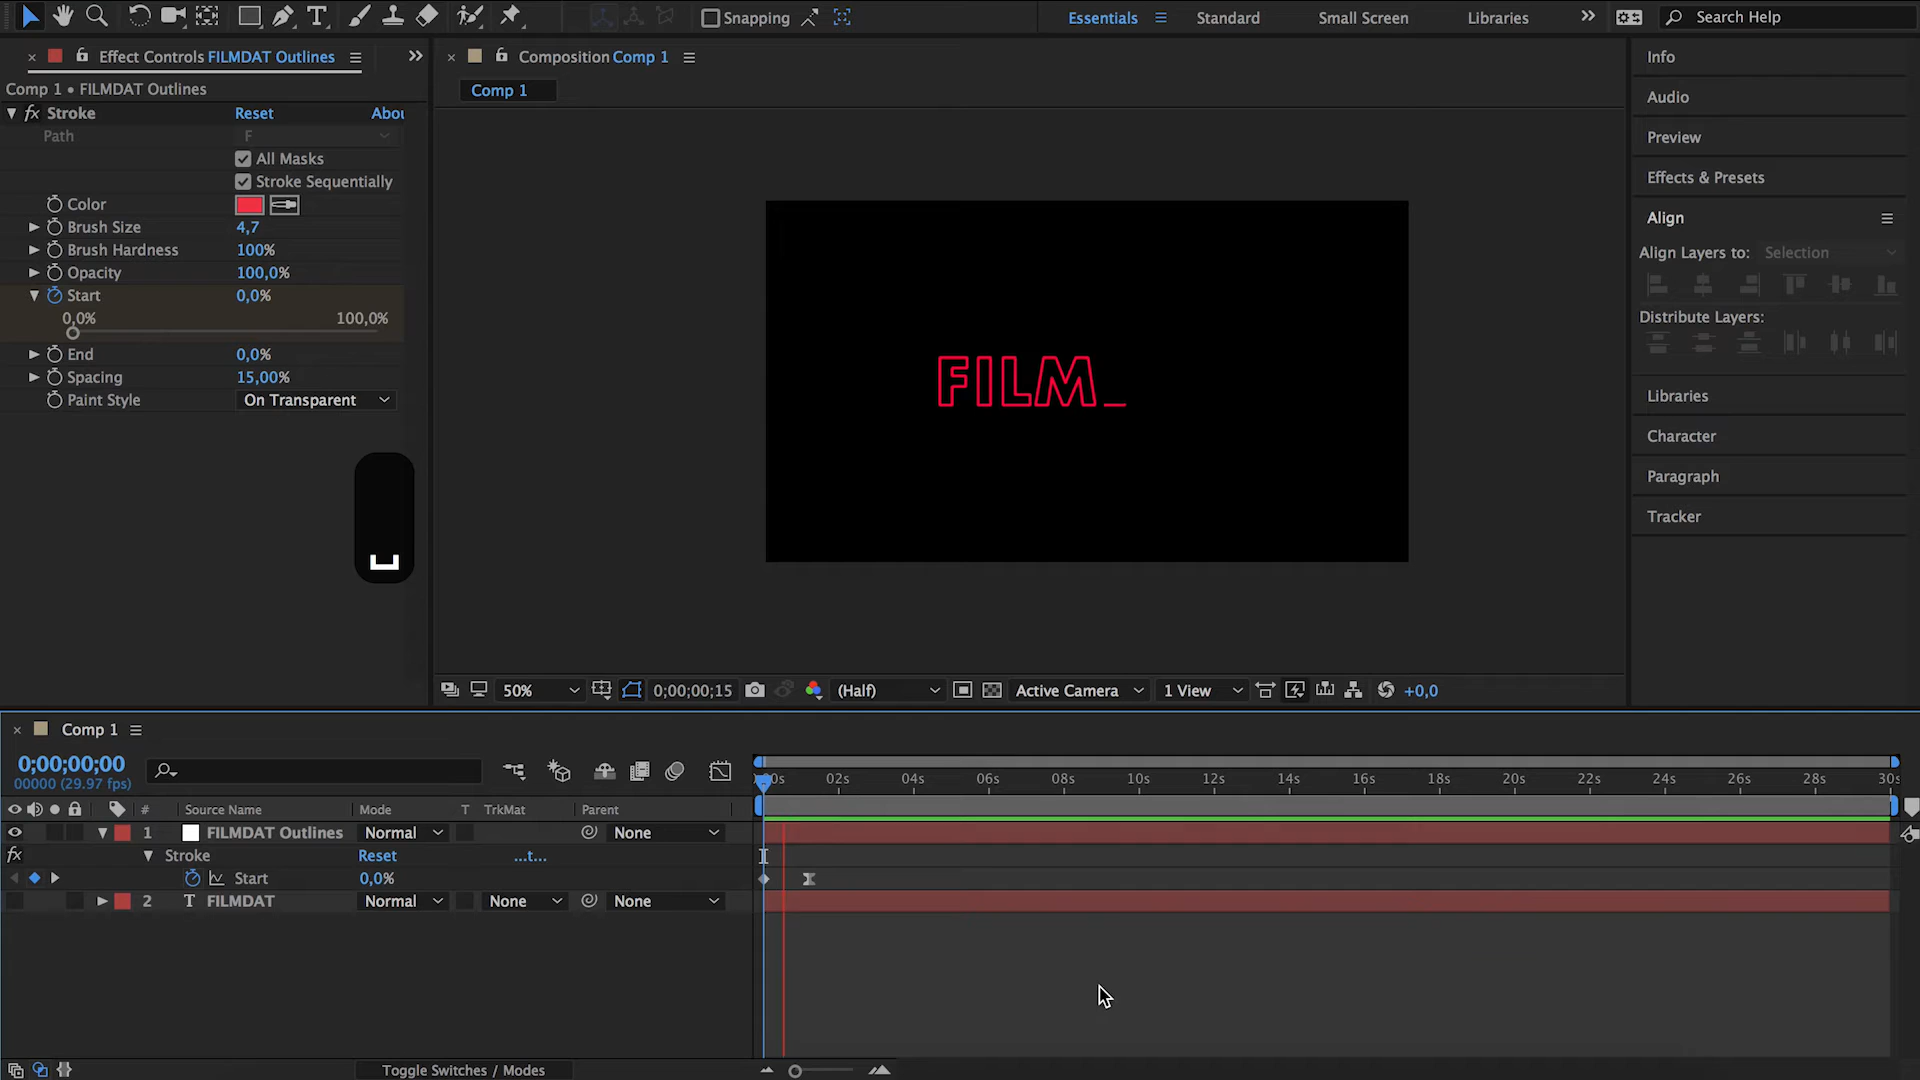 Snapping
Essentials
Standard
Small Screen
Libraries
Search Help
Effect Controls FILMDAT Outlines
Composition Comp 1
Info
Comp 1 • FILMDAT Outlines
Comp 1
Audio
fx Stroke
Reset
Abou
Path
F
Preview
All Masks
Effects & Presets
Stroke Sequentially
Color
Align
Brush Size
4,7
Brush Hardness
100%
Align Layers to:
Selection
Opacity
100,0%
Start
0,0%
0,0%
100,0%
Distribute Layers:
End
0,0%
Spacing
15,00%
Paint Style
On Transparent
FILM_
Libraries
Character
Paragraph
Tracker
50%
0;00;00;15
(Half)
Active Camera
1 View
+0,0
Comp 1
0;00;00;00
00000 (29.97 fps)
0s
02s
04s
06s
08s
10s
12s
14s
16s
18s
20s
22s
24s
26s
28s
30s
#
Source Name
Mode
T
TrkMat
Parent
1
FILMDAT Outlines
Normal
None
fx
Stroke
Reset
...t...
Start
0,0%
2
T
FILMDAT
Normal
None
None
Toggle Switches / Modes